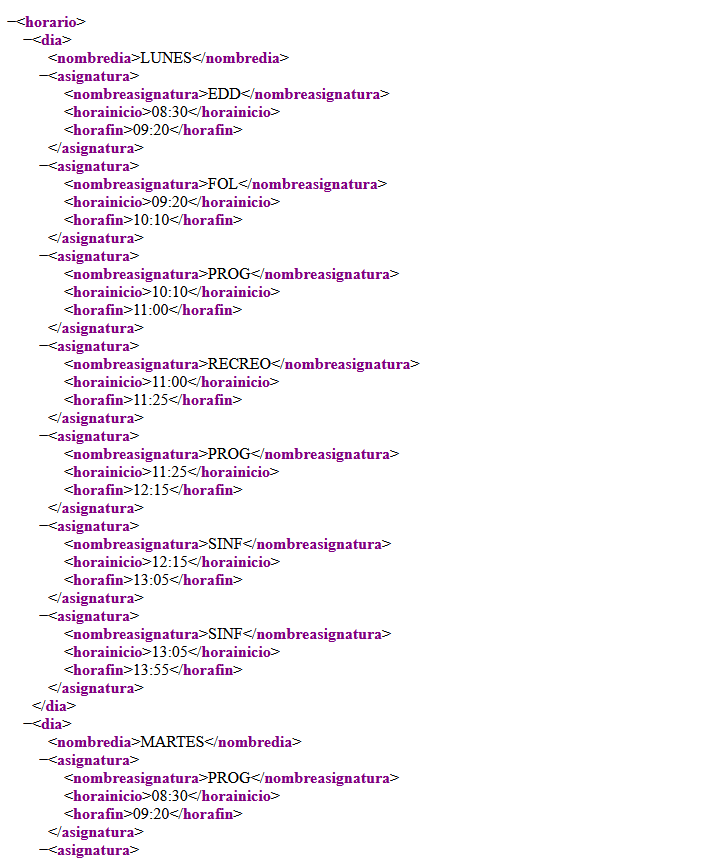 −<horario>
−<dia>
<nombredia>LUNES</nombredia>
−<asignatura>
<nombreasignatura>EDD</nombreasignatura>
<horainicio>08:30</horainicio>
<horafin>09:20</horafin>
</asignatura>
−<asignatura>
<nombreasignatura>FOL</nombreasignatura>
<horainicio>09:20</horainicio>
<horafin>10:10</horafin>
</asignatura>
−<asignatura>
<nombreasignatura>PROG</nombreasignatura>
<horainicio>10:10</horainicio>
<horafin>11:00</horafin>
</asignatura>
−<asignatura>
<nombreasignatura>RECREO</nombreasignatura>
<horainicio>11:00</horainicio>
<horafin>11:25</horafin>
</asignatura>
−<asignatura>
<nombreasignatura>PROG</nombreasignatura>
<horainicio>11:25</horainicio>
<horafin>12:15</horafin>
</asignatura>
−<asignatura>
<nombreasignatura>SINF</nombreasignatura>
<horainicio>12:15</horainicio>
<horafin>13:05</horafin>
</asignatura>
−<asignatura>
<nombreasignatura>SINF</nombreasignatura>
<horainicio>13:05</horainicio>
<horafin>13:55</horafin>
</asignatura>
</dia>
−<dia>
<nombredia>MARTES</nombredia>
−<asignatura>
<nombreasignatura>PROG</nombreasignatura>
<horainicio>08:30</horainicio>
<horafin>09:20</horafin>
</asignatura>
−<asignatura>